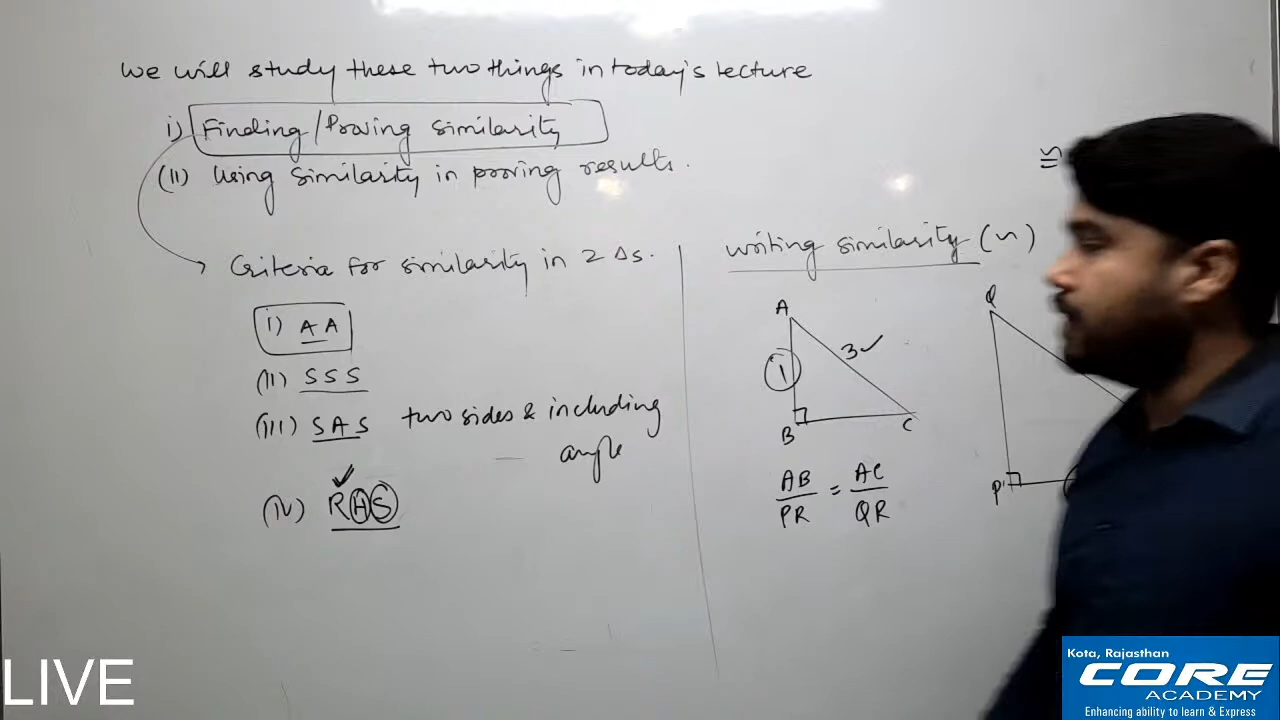 we will study these two things in today's lecture
i) Finding/Proving similarity
(II) Using Similarity in proving results.
≅
Criteria for similarity in 2 Δs.
i) AA
(II) SSS
(III) SAS two sides & including
angle
(IV) RHS
writing similarity (~)
A
1
3 ✓
B
C
AB/PR = AC/QR
Q
P
LIVE
Kota, Rajasthan
CORE
ACADEMY
Enhancing ability to learn & Express